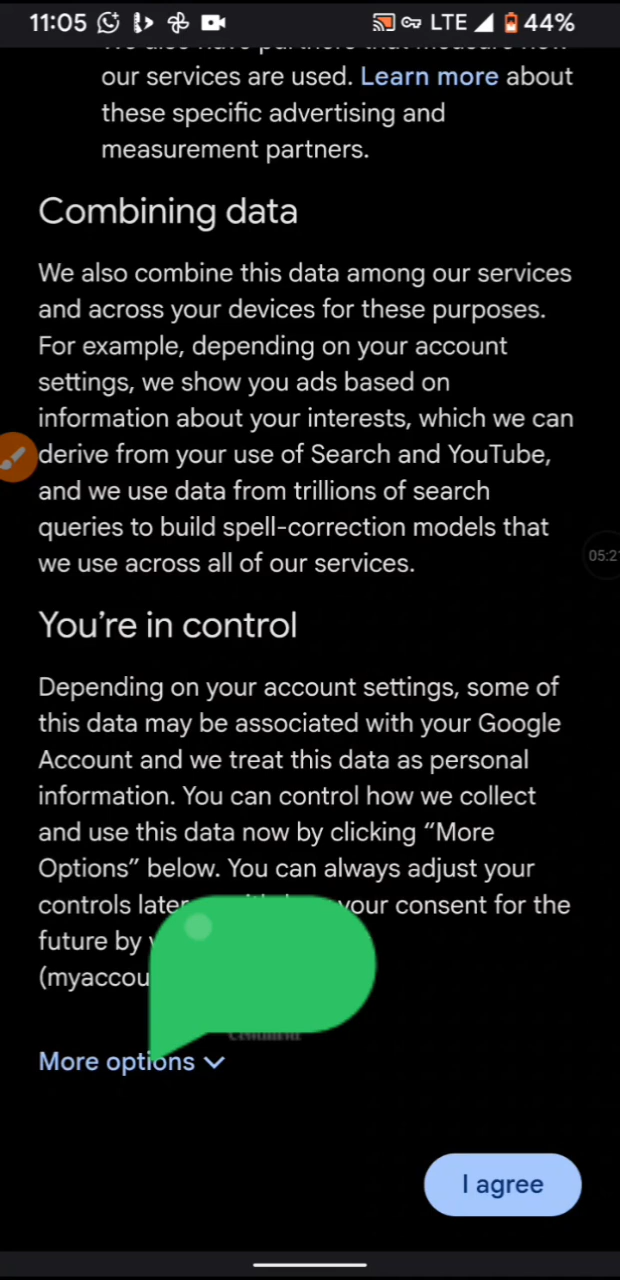 11:05
LTE 44%
our services are used. Learn more about
these specific advertising and
measurement partners.
Combining data
We also combine this data among our services
and across your devices for these purposes.
For example, depending on your account
settings, we show you ads based on
information about your interests, which we can
derive from your use of Search and YouTube,
and we use data from trillions of search
queries to build spell-correction models that
we use across all of our services.
05:2
You're in control
Depending on your account settings, some of
this data may be associated with your Google
Account and we treat this data as personal
information. You can control how we collect
and use this data now by clicking “More
Options” below. You can always adjust your
controls later your consent for the
future by
(myaccou
More options
I agree